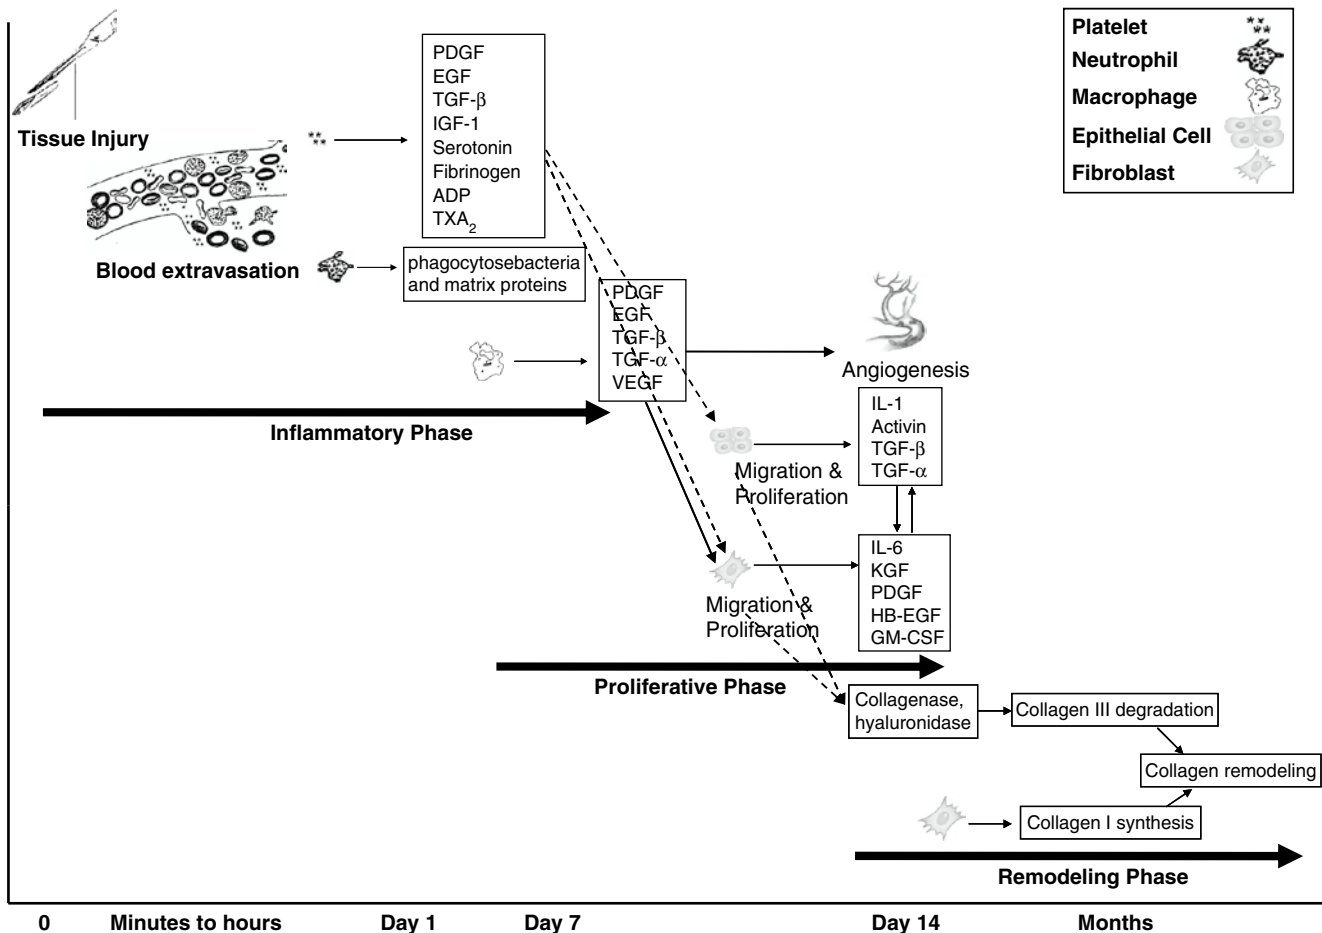 Tissue Injury
PDGF
EGF
TGF-β
IGF-1
Serotonin
Fibrinogen
ADP
TXA2
Platelet
Neutrophil
Macrophage
Epithelial Cell
Fibroblast
Blood extravasation
phagocytosebacteria
and matrix proteins
PDGF
EGF
TGF-β
TGF-α
VEGF
Angiogenesis
Inflammatory Phase
IL-1
Activin
TGF-β
TGF-α
Migration &
Proliferation
IL-6
KGF
PDGF
HB-EGF
GM-CSF
Migration &
Proliferation
Proliferative Phase
Collagenase,
hyaluronidase
Collagen III degradation
Collagen remodeling
Collagen I synthesis
Remodeling Phase
0 Minutes to hours Day 1 Day 7 Day 14 Months